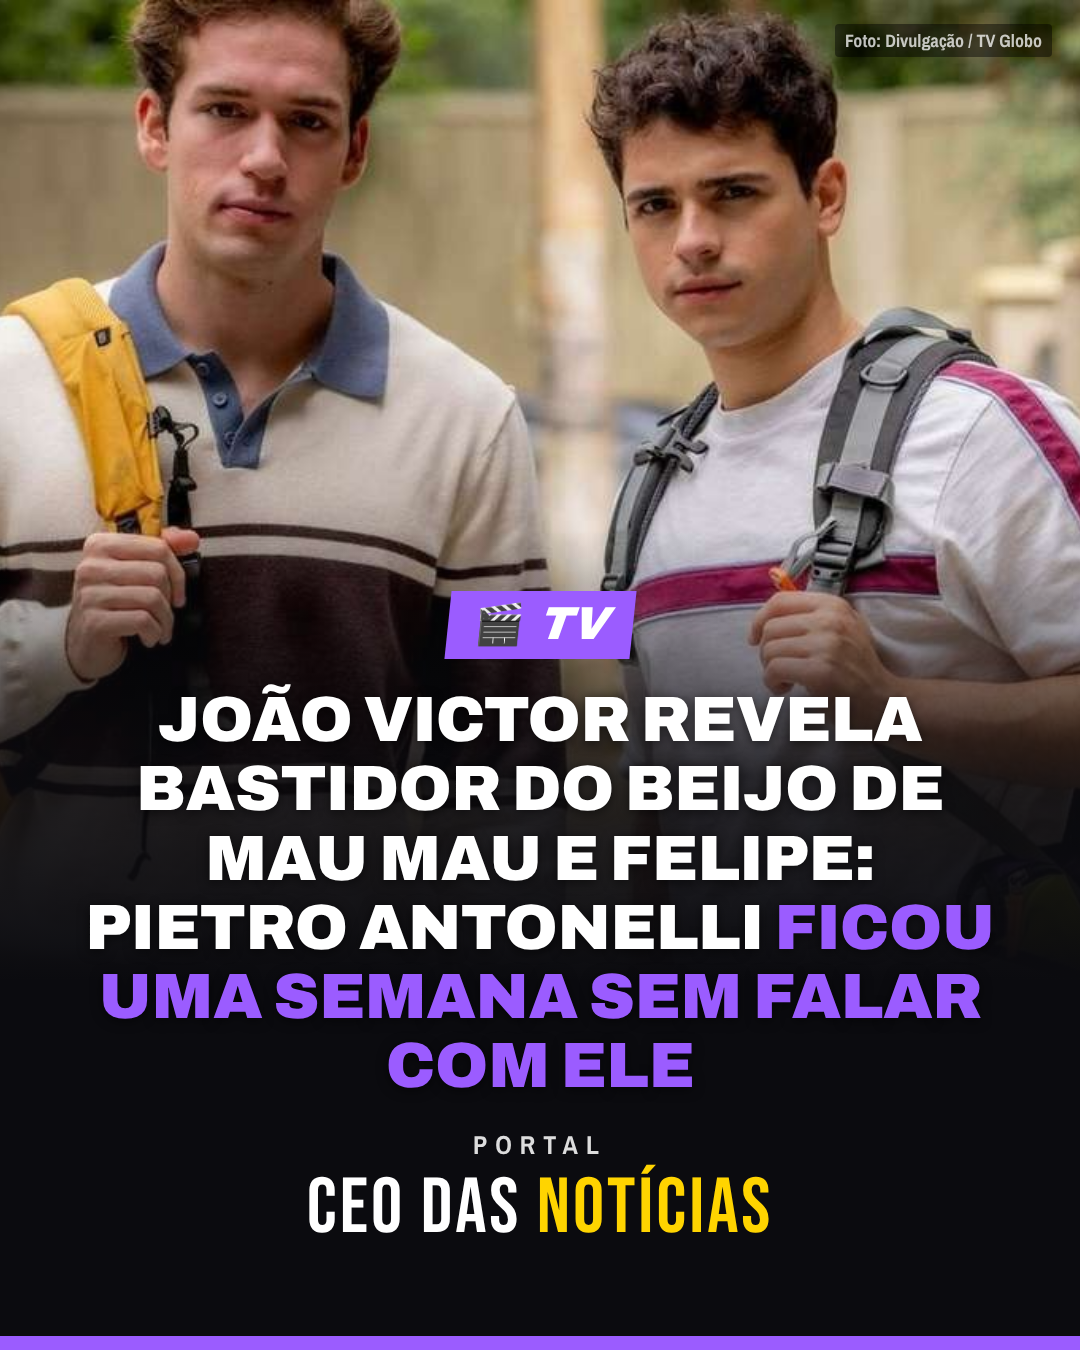 Foto: Divulgação / TV Globo
TV
JOÃO VICTOR REVELA
BASTIDOR DO BEIJO DE
MAU MAU E FELIPE:
PIETRO ANTONELLI FICOU
UMA SEMANA SEM FALAR
COM ELE
PORTAL
CEO DAS NOTÍCIAS